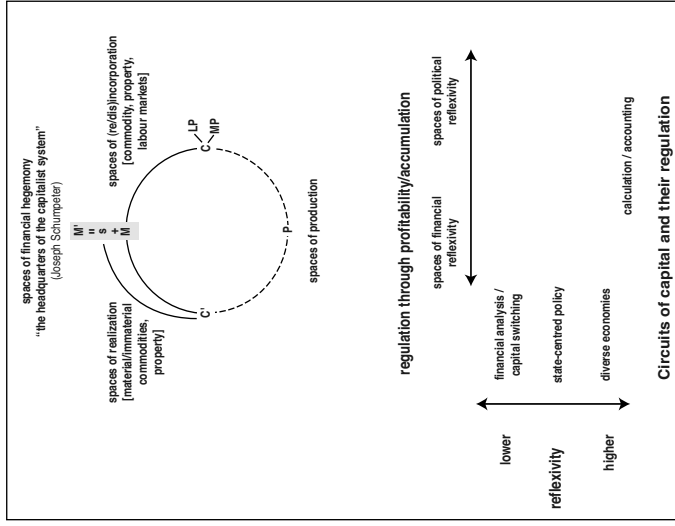 spaces of financial hegemony
“the headquarters of the capitalist system”
(Joseph Schumpeter)
M'
=
s
+
M
spaces of realization
[material/immaterial
commodities,
property]
spaces of (re/dis)incorporation
[commodity, property,
labour markets]
C'
C
LP
MP
P
spaces of production
regulation through profitability/accumulation
spaces of financial
reflexivity
spaces of political
reflexivity
lower
reflexivity
higher
financial analysis /
capital switching
state-centred policy
diverse economies
calculation / accounting
Circuits of capital and their regulation